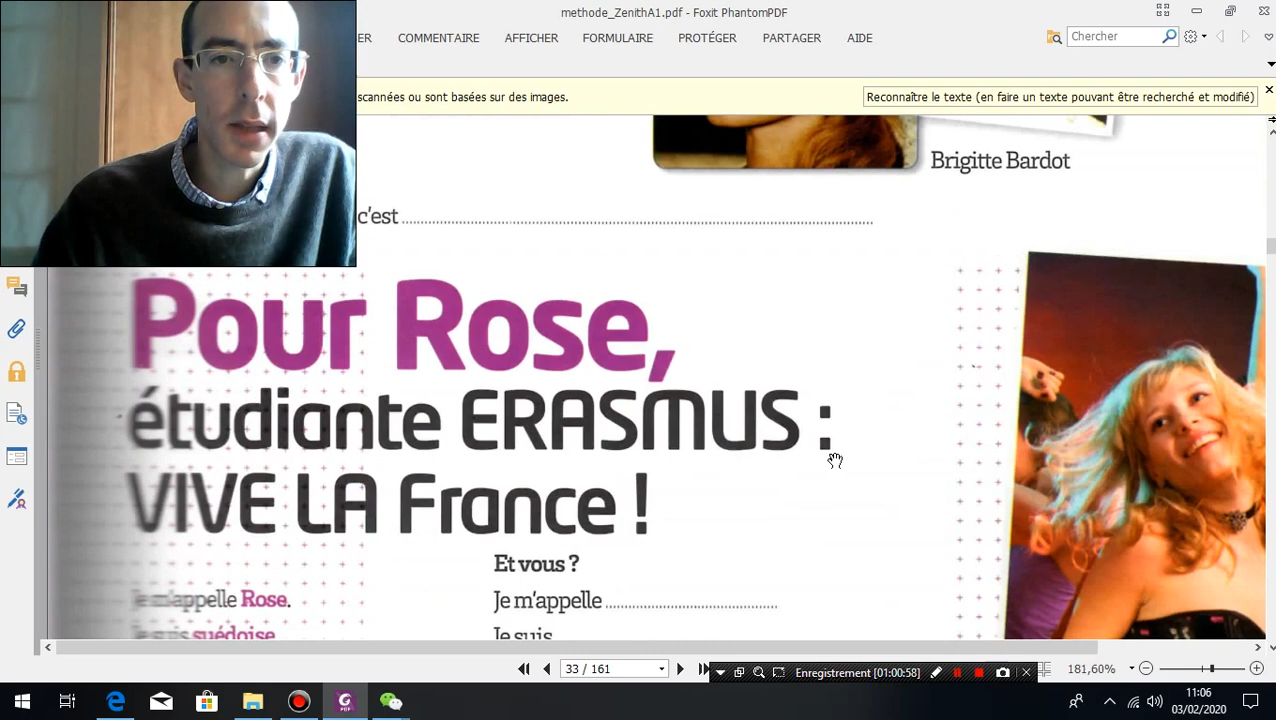 methode_ZenithA1.pdf - Foxit PhantomPDF
COMMENTAIRE AFFICHER FORMULAIRE PROTÉGER PARTAGER AIDE
Chercher
scannées ou sont basées sur des images.
Reconnaître le texte (en faire un texte pouvant être recherché et modifié)
Brigitte Bardot
c'est
Pour Rose,
étudiante ERASMUS :
VIVE LA France !
Et vous ?
Je m'appelle Rose.
Je m'appelle
Je suis suédoise
Je suis
33 / 161
Enregistrement [01:00:58]
181,60%
11:06
03/02/2020